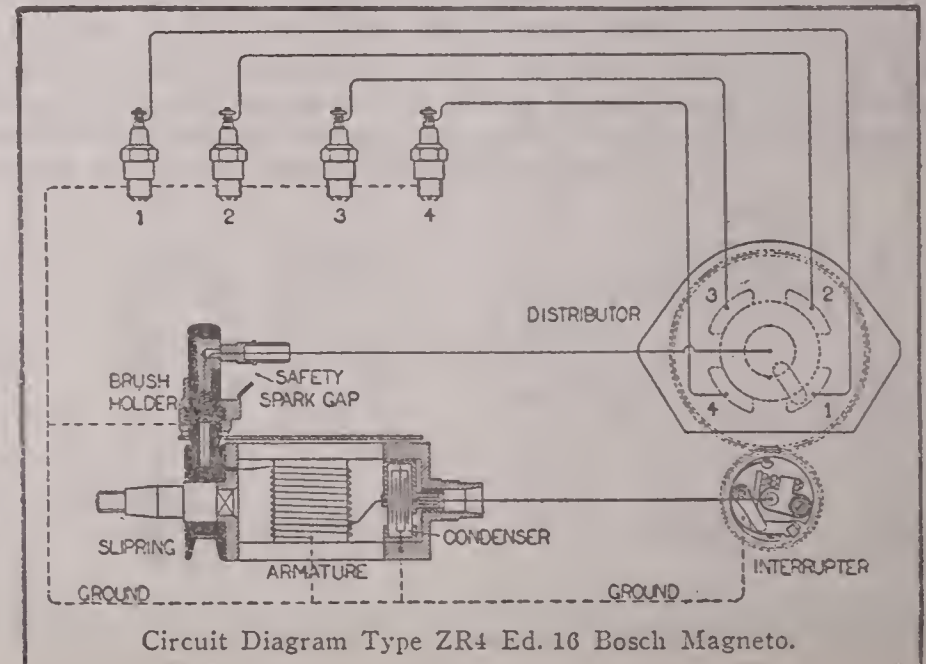 1 2 3 4
DISTRIBUTOR
3 2
4 1
BRUSH
HOLDER
SAFETY
SPARK GAP
SLIPRING
ARMATURE
CONDENSER
INTERRUPTER
GROUND GROUND
Circuit Diagram Type ZR4 Ed. 16 Bosch Magneto.